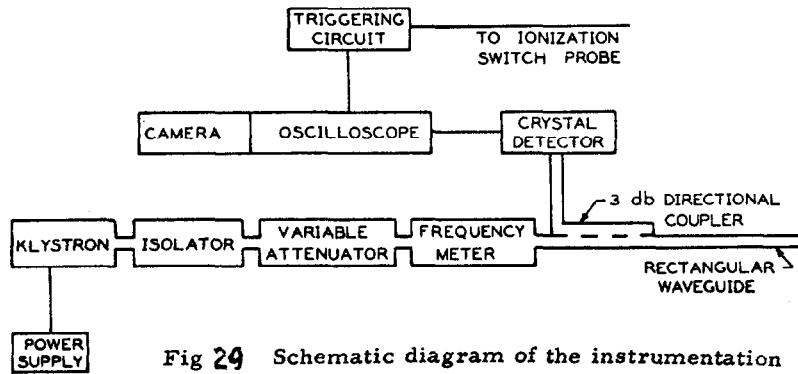 TRIGGERING
CIRCUIT
TO IONIZATION
SWITCH PROBE
CAMERA
OSCILLOSCOPE
CRYSTAL
DETECTOR
3 db DIRECTIONAL
COUPLER
KLYSTRON
ISOLATOR
VARIABLE
ATTENUATOR
FREQUENCY
METER
RECTANGULAR
WAVEGUIDE
POWER
SUPPLY
Fig 29 Schematic diagram of the instrumentation